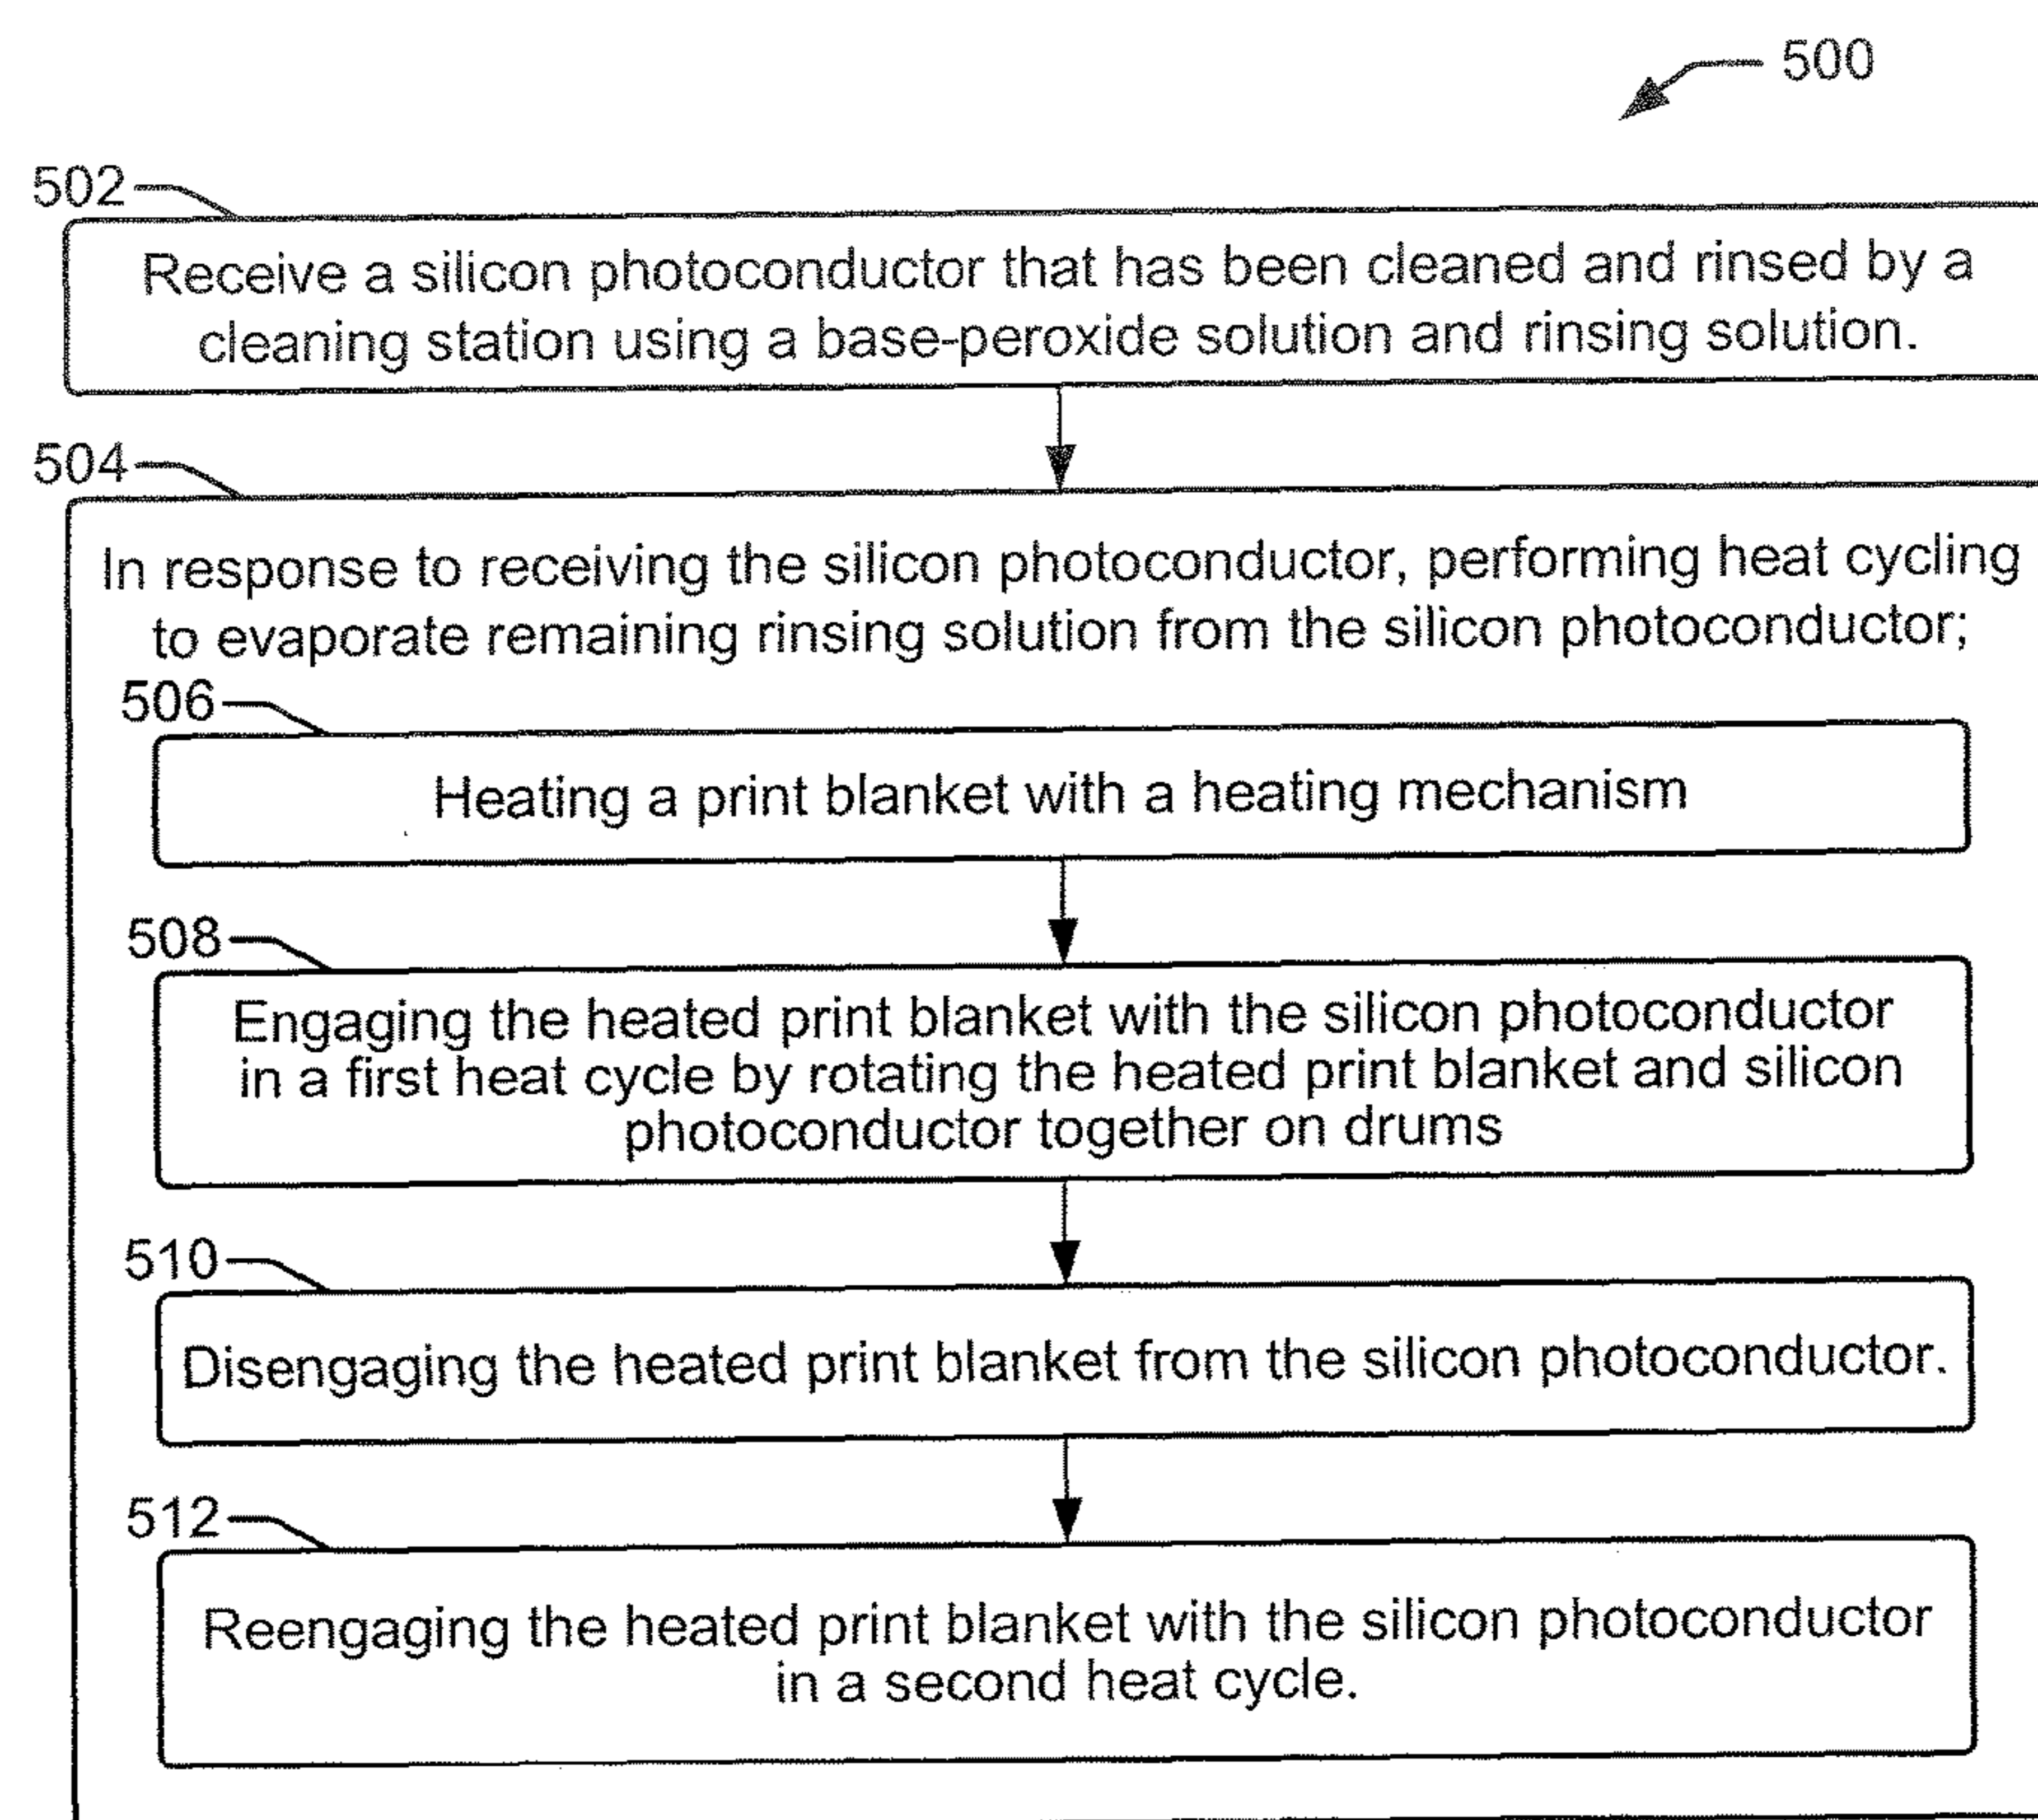 500
502
Receive a silicon photoconductor that has been cleaned and rinsed by a
cleaning station using a base-peroxide solution and rinsing solution.
504
In response to receiving the silicon photoconductor, performing heat cycling
to evaporate remaining rinsing solution from the silicon photoconductor;
506
Heating a print blanket with a heating mechanism
508
Engaging the heated print blanket with the silicon photoconductor
in a first heat cycle by rotating the heated print blanket and silicon
photoconductor together on drums
510
Disengaging the heated print blanket from the silicon photoconductor.
512
Reengaging the heated print blanket with the silicon photoconductor
in a second heat cycle.